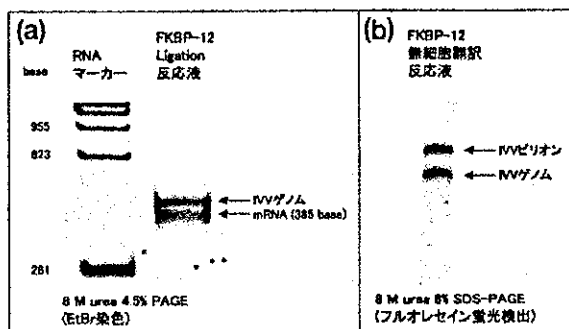 (a)
FKBP-12
Ligation
反応液
RNA
マーカー
base
955
823
IVVゲノム
mRNA (385 base)
281
8 M urea 4.5% PAGE
(EtBr染色)
(b)
FKBP-12
無細胞翻訳
反応液
IVVビリオン
IVVゲノム
8 M urea 6% SDS-PAGE
(フルオレセイン蛍光検出)